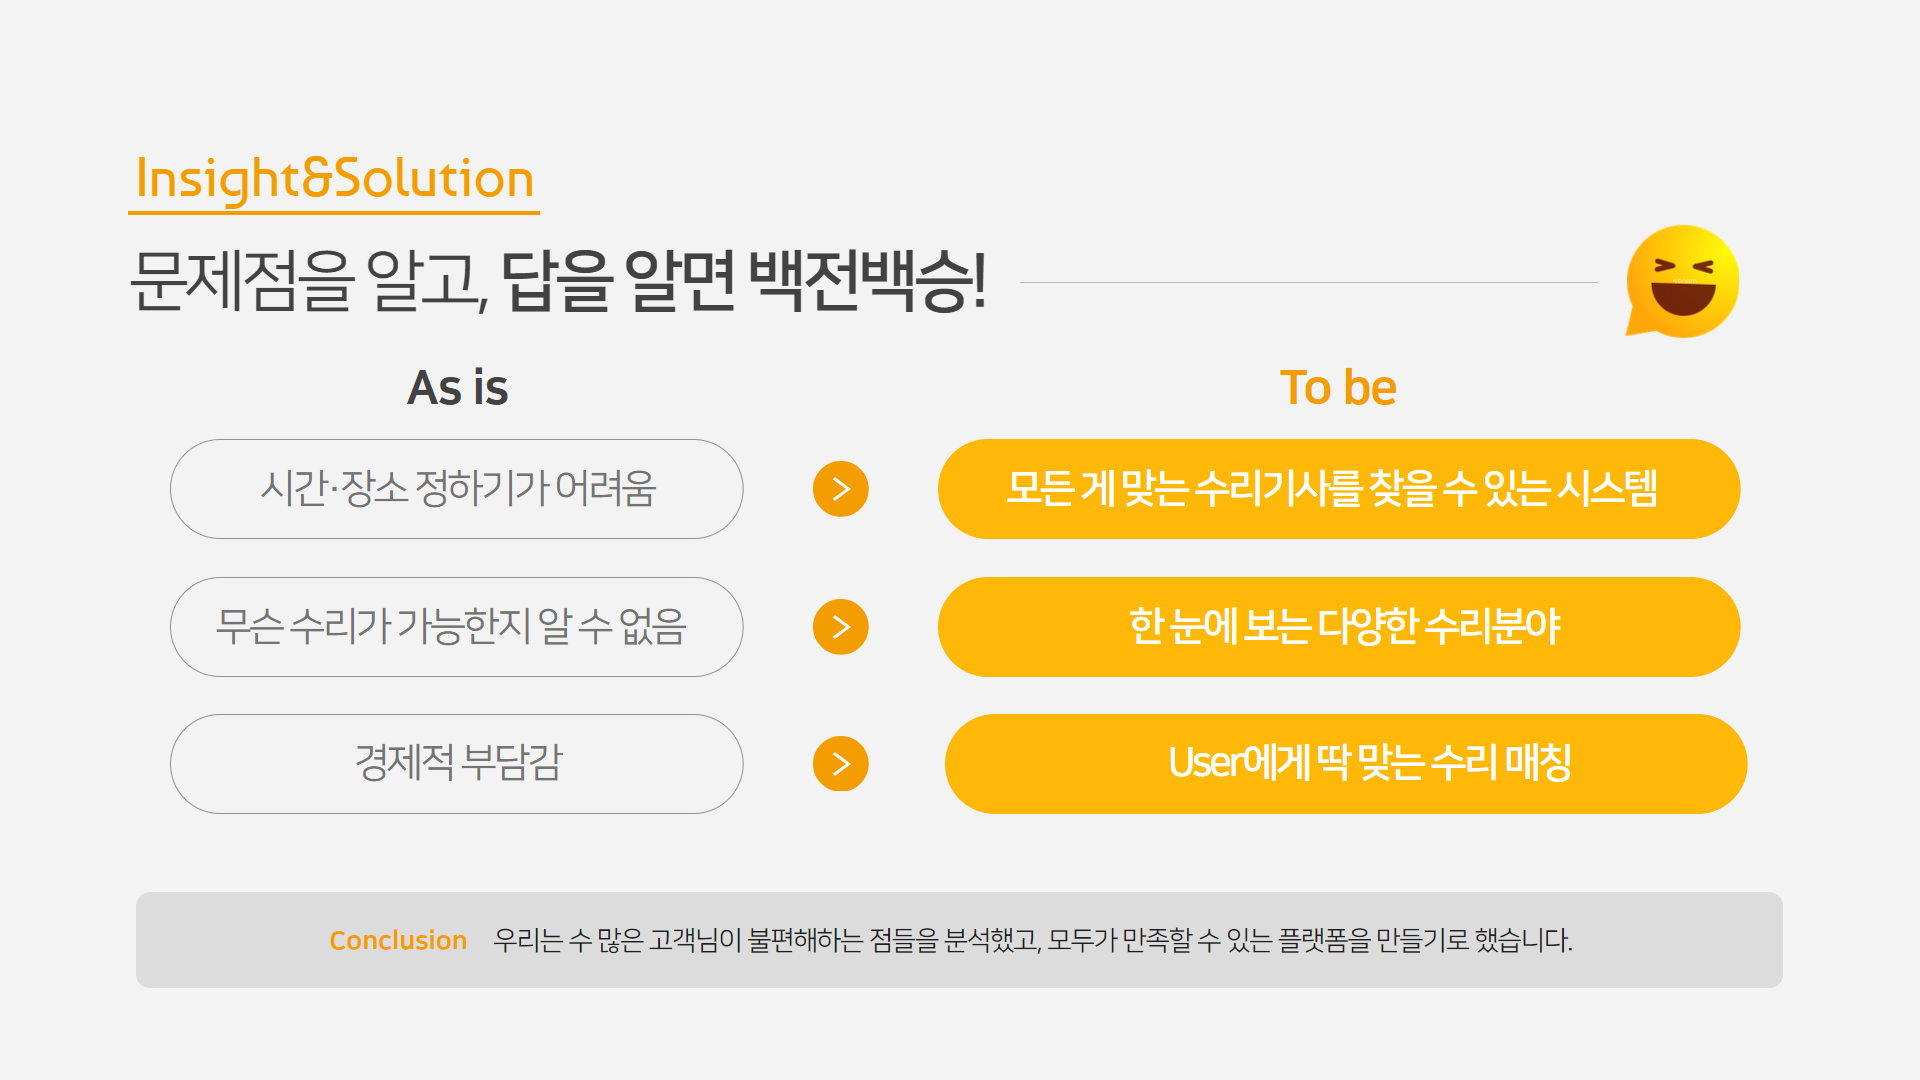 Insight&Solution
문제점을 알고, 답을 알면 백전백승!
As is
To be
시간·장소 정하기가 어려움
모든 게 맞는 수리기사를 찾을 수 있는 시스템
무슨 수리가 가능한지 알 수 없음
한 눈에 보는 다양한 수리분야
경제적 부담감
User에게 딱 맞는 수리 매칭
Conclusion 우리는 수 많은 고객님이 불편해하는 점들을 분석했고, 모두가 만족할 수 있는 플랫폼을 만들기로 했습니다.